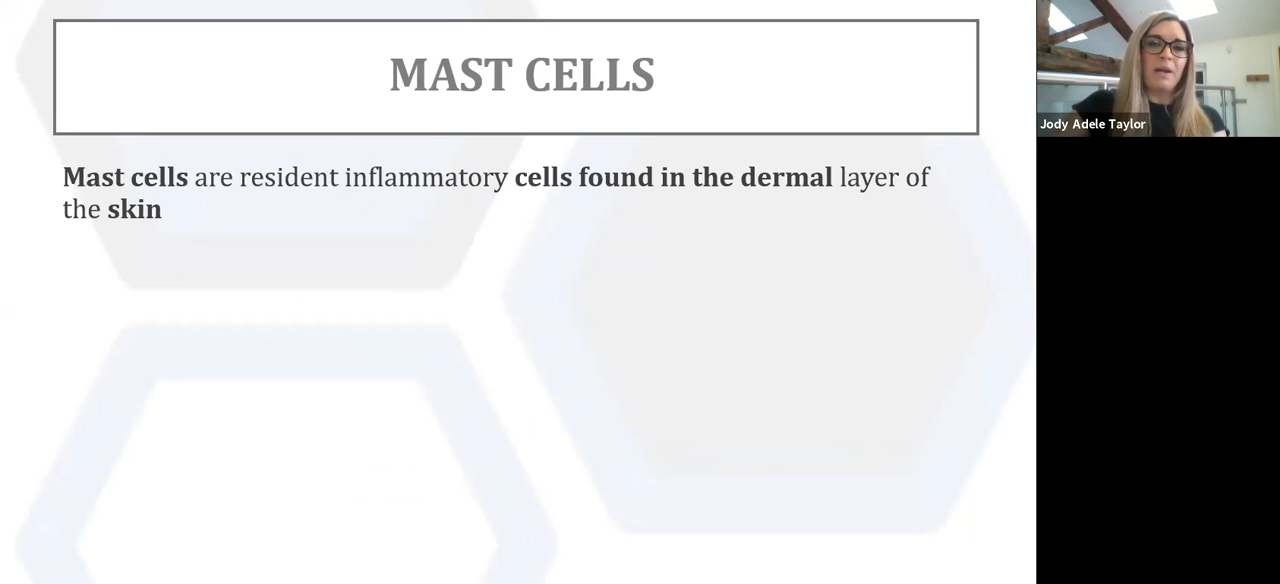 MAST CELLS
Mast cells are resident inflammatory cells found in the dermal layer of
the skin
Jody Adele Taylor